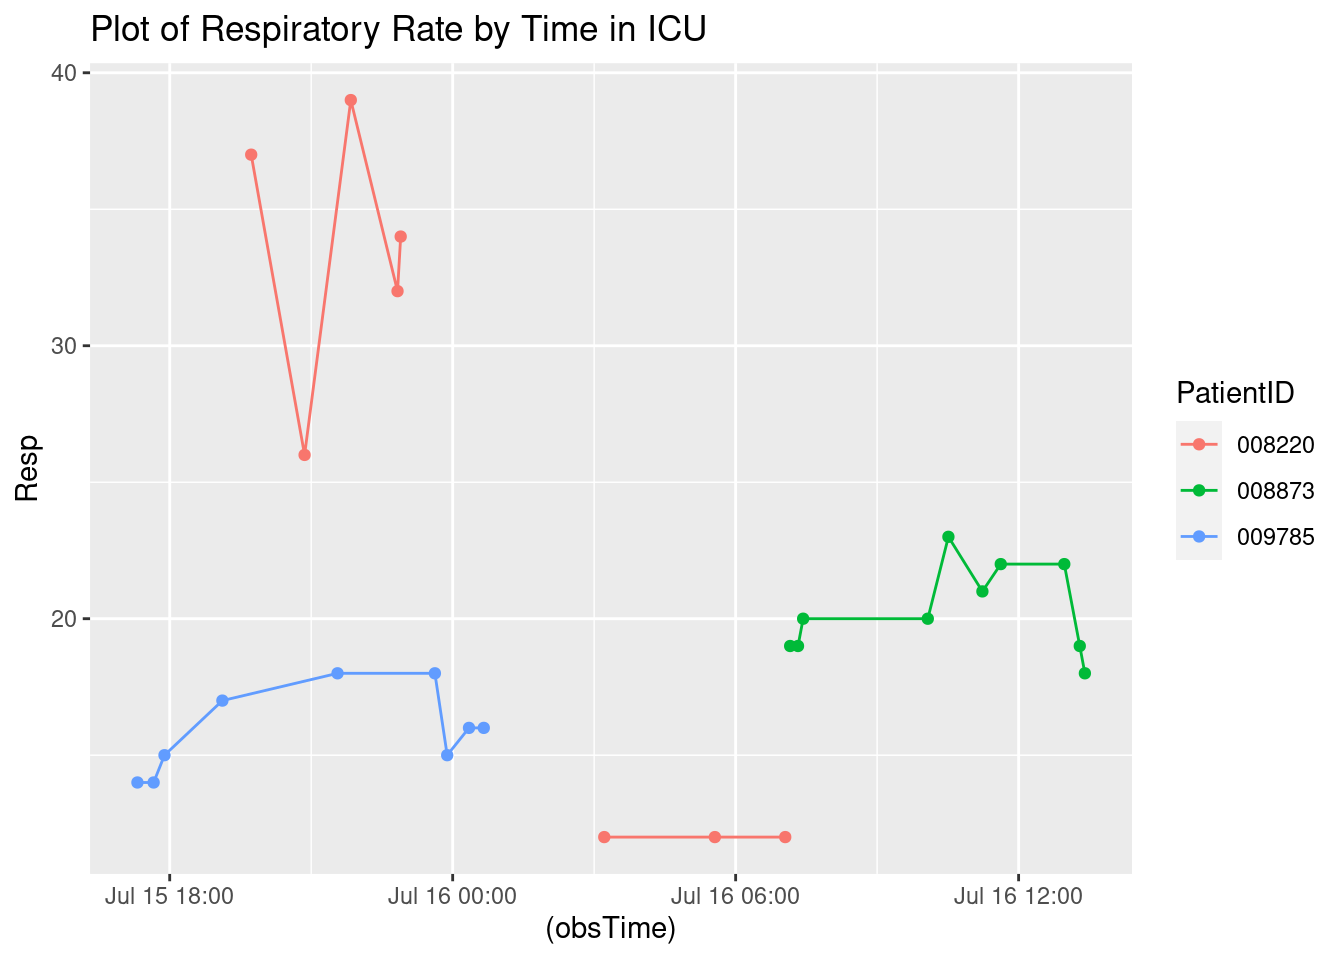 Plot of Respiratory Rate by Time in ICU
40
30
20
Resp
Jul 15 18:00
Jul 16 00:00
Jul 16 06:00
Jul 16 12:00
(obsTime)
PatientID
008220
008873
009785